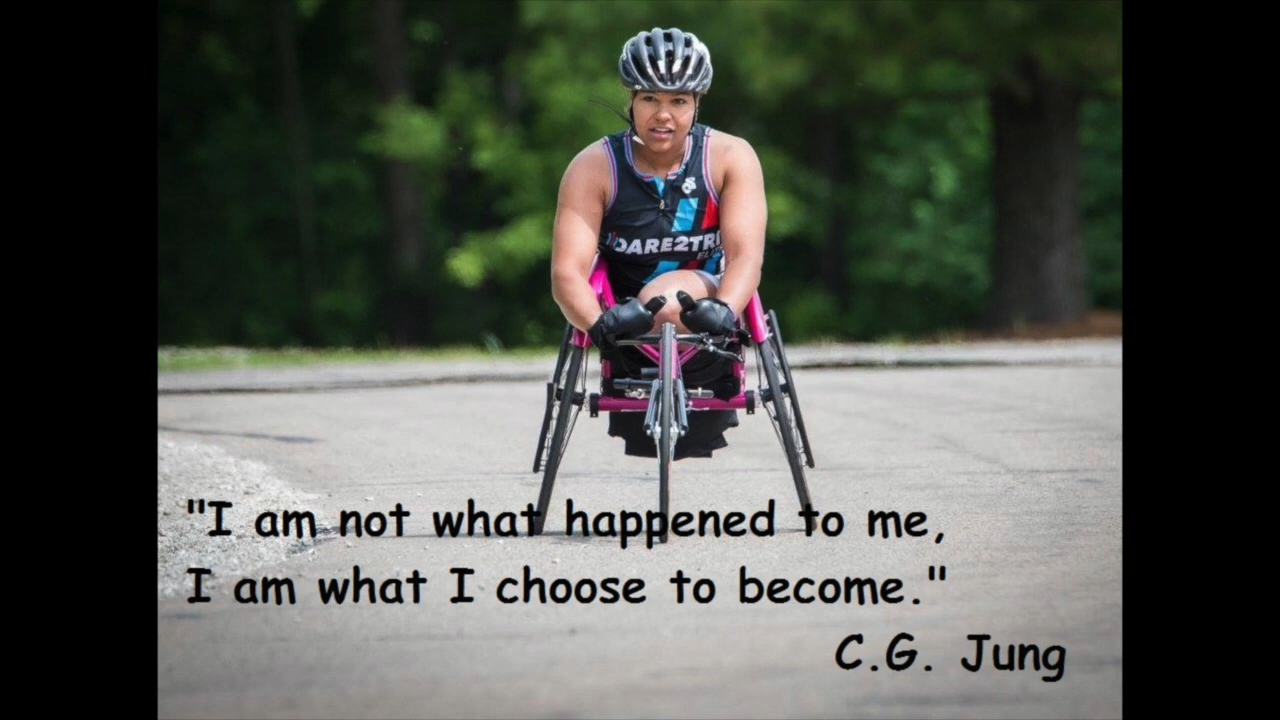 DARE2TRI
"I am not what happened to me,
I am what I choose to become."
C.G. Jung